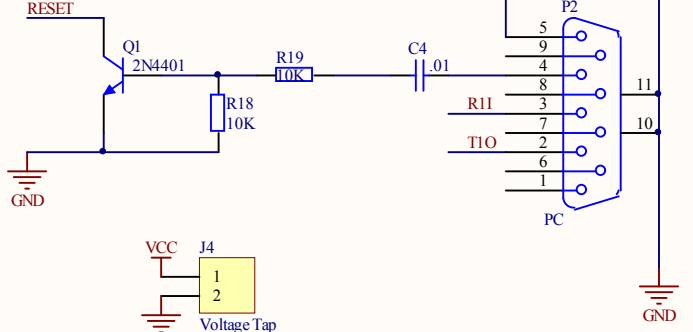 RESET
P2
Q1
2N4401
R19
10K
C4
.01
R18
10K
GND
5
9
4
8
3
7
2
6
1
R1I
T1O
11
10
PC
GND
VCC
J4
1
2
Voltage Tap